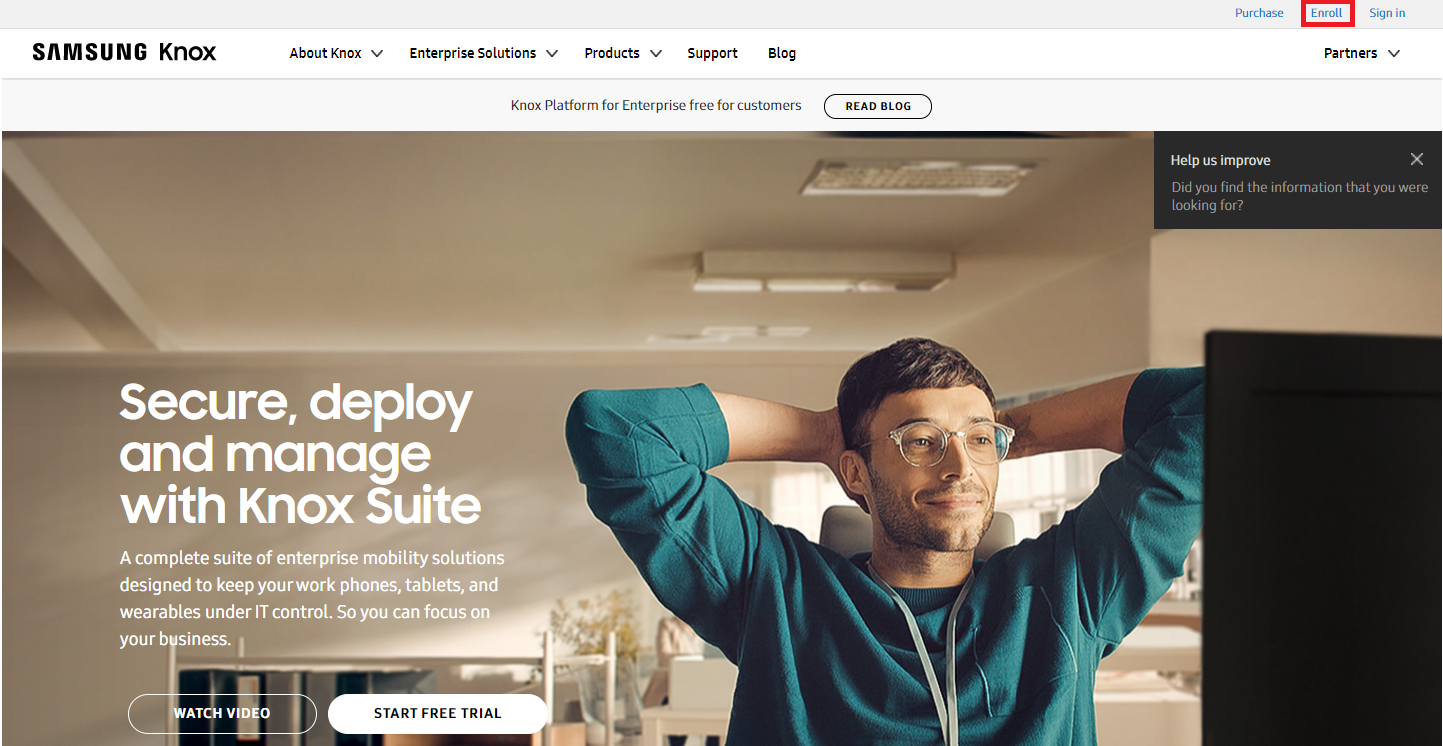 Purchase Enroll Sign in
SAMSUNG Knox About Knox Enterprise Solutions Products Support Blog Partners
Knox Platform for Enterprise free for customers READ BLOG
Help us improve
Did you find the information that you were
looking for?
Secure, deploy
and manage
with Knox Suite
A complete suite of enterprise mobility solutions
designed to keep your work phones, tablets, and
wearables under IT control. So you can focus on
your business.
WATCH VIDEO START FREE TRIAL